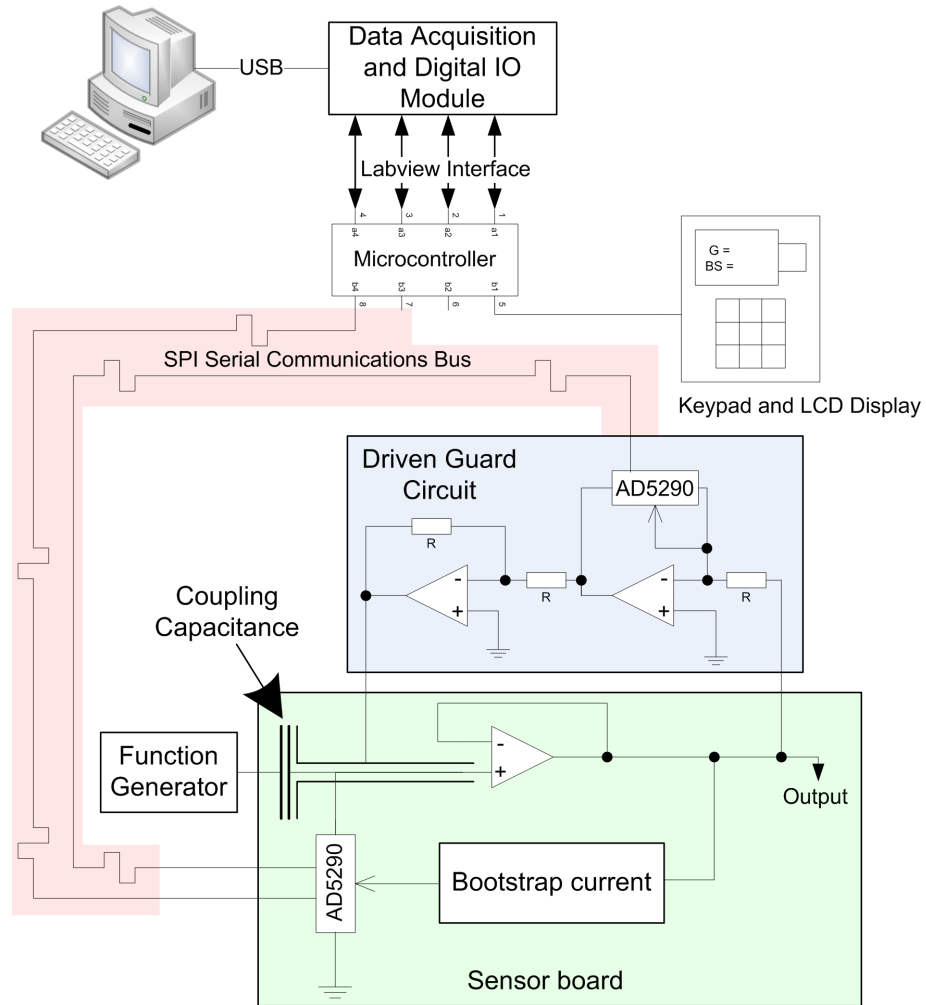 Data Acquisition
and Digital IO
Module
USB
Labview Interface
4
3
2
1
a4
a3
a2
a1
Microcontroller
b4
b3
b2
b1
8
7
6
5
G =
BS =
SPI Serial Communications Bus
Keypad and LCD Display
Driven Guard
Circuit
AD5290
R
-
+
R
-
+
R
Coupling
Capacitance
Function
Generator
-
+
Output
AD5290
Bootstrap current
Sensor board